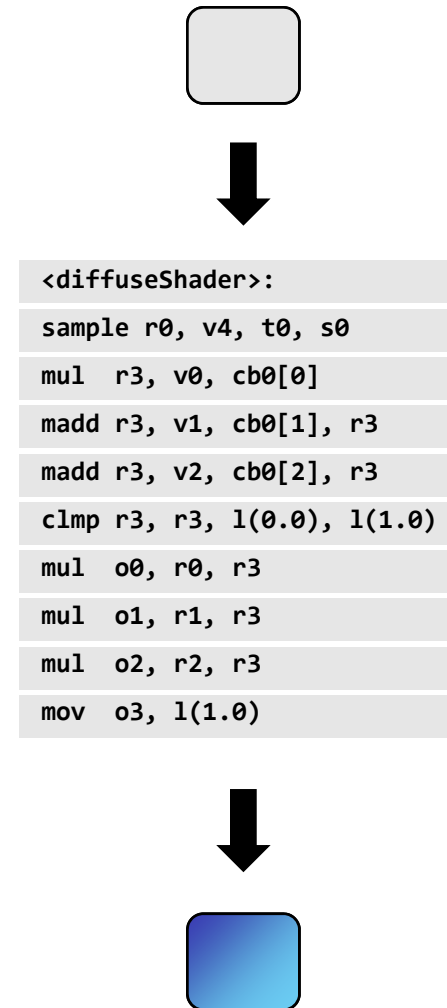 <diffuseShader>:
sample r0, v4, t0, s0
mul  r3, v0, cb0[0]
madd r3, v1, cb0[1], r3
madd r3, v2, cb0[2], r3
clmp r3, r3, l(0.0), l(1.0)
mul  o0, r0, r3
mul  o1, r1, r3
mul  o2, r2, r3
mov  o3, l(1.0)